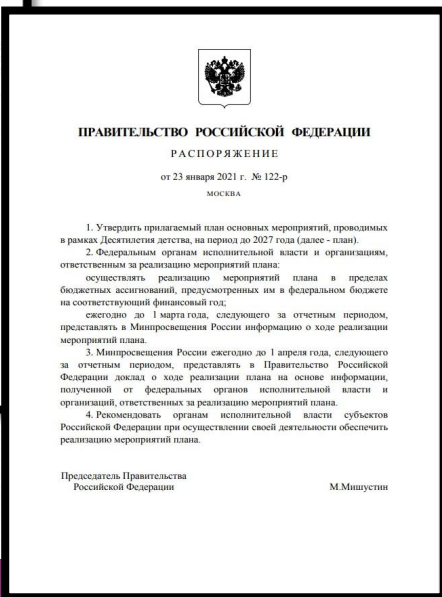 ПРАВИТЕЛЬСТВО РОССИЙСКОЙ ФЕДЕРАЦИИ
РАСПОРЯЖЕНИЕ
от 23 января 2021 г. № 122-р
МОСКВА
1. Утвердить прилагаемый план основных мероприятий, проводимых
в рамках Десятилетия детства, на период до 2027 года (далее - план).
2. Федеральным органам исполнительной власти и организациям,
ответственным за реализацию мероприятий плана:
осуществлять реализацию мероприятий плана в пределах
бюджетных ассигнований, предусмотренных им в федеральном бюджете
на соответствующий финансовый год;
ежегодно до 1 марта года, следующего за отчетным периодом,
представлять в Минпросвещения России информацию о ходе реализации
мероприятий плана.
3. Минпросвещения России ежегодно до 1 апреля года, следующего
за отчетным периодом, представлять в Правительство Российской
Федерации доклад о ходе реализации плана на основе информации,
полученной от федеральных органов исполнительной власти и
организаций, ответственных за реализацию мероприятий плана.
4. Рекомендовать органам исполнительной власти субъектов
Российской Федерации при осуществлении своей деятельности обеспечить
реализацию мероприятий плана.
Председатель Правительства
Российской Федерации М.Мишустин